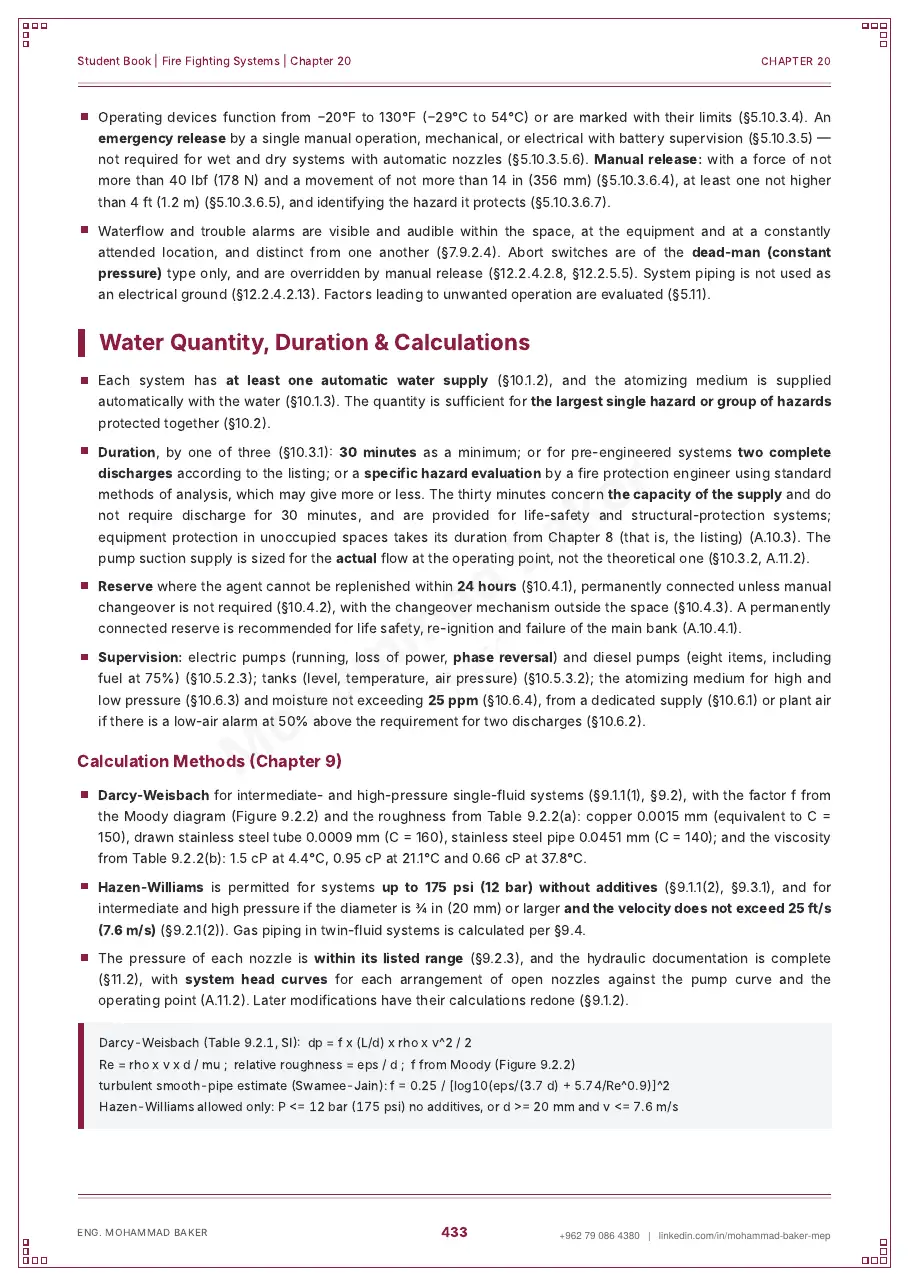 Student Book | Fire Fighting Systems | Chapter 20
CHAPTER 20
Operating devices function from −20°F to 130°F (−29°C to 54°C) or are marked with their limits (§5.10.3.4). An
emergency release by a single manual operation, mechanical, or electrical with battery supervision (§5.10.3.5) —
not required for wet and dry systems with automatic nozzles (§5.10.3.5.6). Manual release: with a force of not
more than 40 lbf (178 N) and a movement of not more than 14 in (356 mm) (§5.10.3.6.4), at least one not higher
than 4 ft (1.2 m) (§5.10.3.6.5), and identifying the hazard it protects (§5.10.3.6.7).
Waterflow and trouble alarms are visible and audible within the space, at the equipment and at a constantly
attended location, and distinct from one another (§7.9.2.4). Abort switches are of the dead-man (constant
pressure) type only, and are overridden by manual release (§12.2.4.2.8, §12.2.5.5). System piping is not used as
an electrical ground (§12.2.4.2.13). Factors leading to unwanted operation are evaluated (§5.11).
Water Quantity, Duration & Calculations
Each system has at least one automatic water supply (§10.1.2), and the atomizing medium is supplied
automatically with the water (§10.1.3). The quantity is sufficient for the largest single hazard or group of hazards
protected together (§10.2).
Duration, by one of three (§10.3.1): 30 minutes as a minimum; or for pre-engineered systems two complete
discharges according to the listing; or a specific hazard evaluation by a fire protection engineer using standard
methods of analysis, which may give more or less. The thirty minutes concern the capacity of the supply and do
not require discharge for 30 minutes, and are provided for life-safety and structural-protection systems;
equipment protection in unoccupied spaces takes its duration from Chapter 8 (that is, the listing) (A.10.3). The
pump suction supply is sized for the actual flow at the operating point, not the theoretical one (§10.3.2, A.11.2).
Reserve where the agent cannot be replenished within 24 hours (§10.4.1), permanently connected unless manual
changeover is not required (§10.4.2), with the changeover mechanism outside the space (§10.4.3). A permanently
connected reserve is recommended for life safety, re-ignition and failure of the main bank (A.10.4.1).
Supervision: electric pumps (running, loss of power, phase reversal) and diesel pumps (eight items, including
fuel at 75%) (§10.5.2.3); tanks (level, temperature, air pressure) (§10.5.3.2); the atomizing medium for high and
low pressure (§10.6.3) and moisture not exceeding 25 ppm (§10.6.4), from a dedicated supply (§10.6.1) or plant air
if there is a low-air alarm at 50% above the requirement for two discharges (§10.6.2).
Calculation Methods (Chapter 9)
Darcy-Weisbach for intermediate- and high-pressure single-fluid systems (§9.1.1(1), §9.2), with the factor f from
the Moody diagram (Figure 9.2.2) and the roughness from Table 9.2.2(a): copper 0.0015 mm (equivalent to C =
150), drawn stainless steel tube 0.0009 mm (C = 160), stainless steel pipe 0.0451 mm (C = 140); and the viscosity
from Table 9.2.2(b): 1.5 cP at 4.4°C, 0.95 cP at 21.1°C and 0.66 cP at 37.8°C.
Hazen-Williams is permitted for systems up to 175 psi (12 bar) without additives (§9.1.1(2), §9.3.1), and for
intermediate and high pressure if the diameter is ¾ in (20 mm) or larger and the velocity does not exceed 25 ft/s
(7.6 m/s) (§9.2.1(2)). Gas piping in twin-fluid systems is calculated per §9.4.
The pressure of each nozzle is within its listed range (§9.2.3), and the hydraulic documentation is complete
(§11.2), with system head curves for each arrangement of open nozzles against the pump curve and the
operating point (A.11.2). Later modifications have their calculations redone (§9.1.2).
Darcy-Weisbach (Table 9.2.1, SI): dp = f x (L/d) x rho x v^2 / 2
Re = rho x v x d / mu ; relative roughness = eps / d ; f from Moody (Figure 9.2.2)
turbulent smooth-pipe estimate (Swamee-Jain): f = 0.25 / [log10(eps/(3.7 d) + 5.74/Re^0.9)]^2
Hazen-Williams allowed only: P <= 12 bar (175 psi) no additives, or d >= 20 mm and v <= 7.6 m/s
ENG. MOHAMMAD BAKER
433
+962 79 086 4380 | linkedin.com/in/mohammad-baker-mep